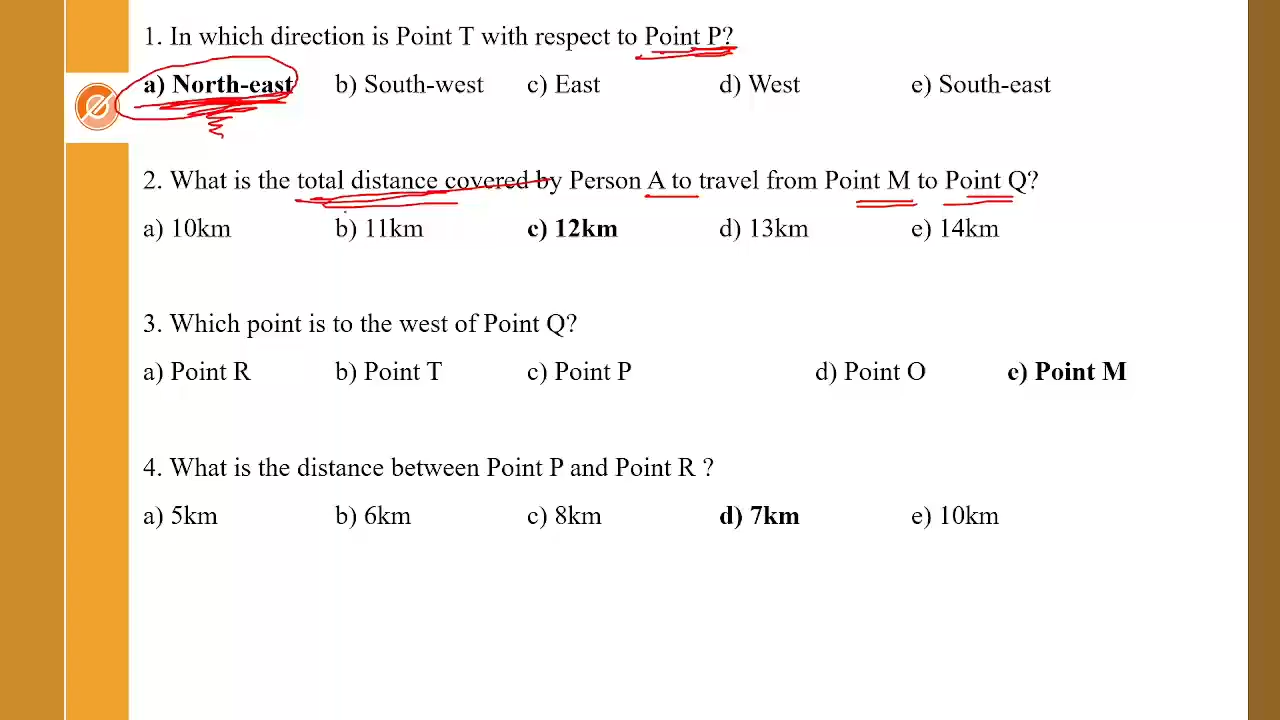 1. In which direction is Point T with respect to Point P?
a) North-east b) South-west c) East d) West e) South-east
2. What is the total distance covered by Person A to travel from Point M to Point Q?
a) 10km b) 11km c) 12km d) 13km e) 14km
3. Which point is to the west of Point Q?
a) Point R b) Point T c) Point P d) Point O e) Point M
4. What is the distance between Point P and Point R ?
a) 5km b) 6km c) 8km d) 7km e) 10km